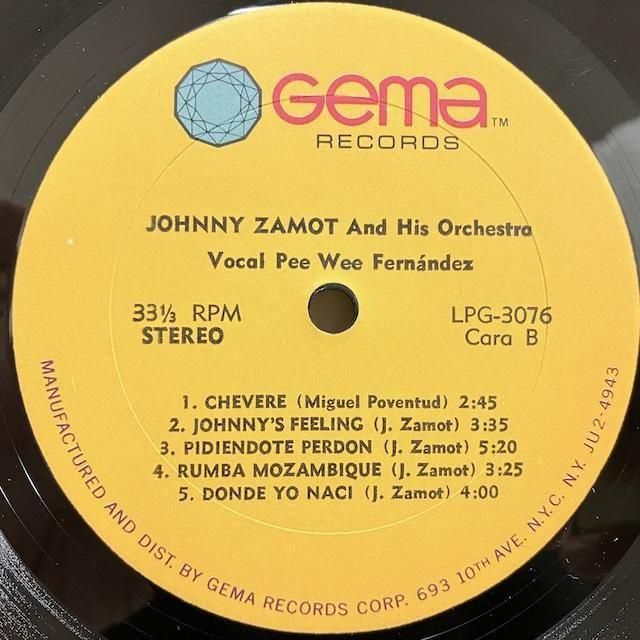 Gema TM
RECORDS
JOHNNY ZAMOT And His Orchestra
Vocal Pee Wee Fernández
33⅓ RPM
STEREO
LPG-3076
Cara B
1. CHEVERE (Miguel Poventud) 2:45
2. JOHNNY'S FEELING (J. Zamot) 3:35
3. PIDIENDOTE PERDON (J. Zamot) 5:20
4. RUMBA MOZAMBIQUE (J. Zamot) 3:25
5. DONDE YO NACI (J. Zamot) 4:00
MANUFACTURED AND DIST. BY GEMA RECORDS CORP. 693 10TH AVE. N.Y.C. N.Y. JU 2-4943